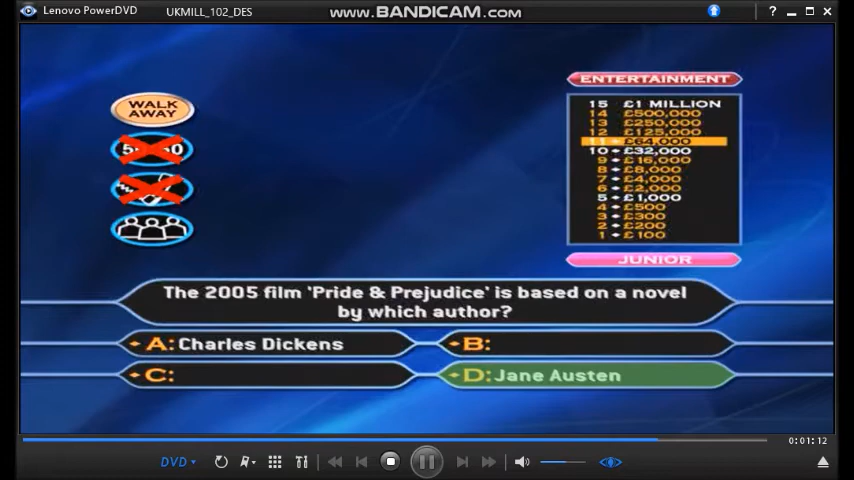 Lenovo PowerDVD
UKMILL_102_DES
www.BANDICAM.com
?
WALK AWAY
ENTERTAINMENT
15 £1 MILLION
14 £500,000
13 £250,000
12 £125,000
11 £64,000
10 £32,000
9 £16,000
8 £8,000
7 £4,000
6 £2,000
5 £1,000
4 £500
3 £300
2 £200
1 £100
JUNIOR
The 2005 film 'Pride & Prejudice' is based on a novel
by which author?
A: Charles Dickens
B:
C:
D: Jane Austen
0:01:12
DVD